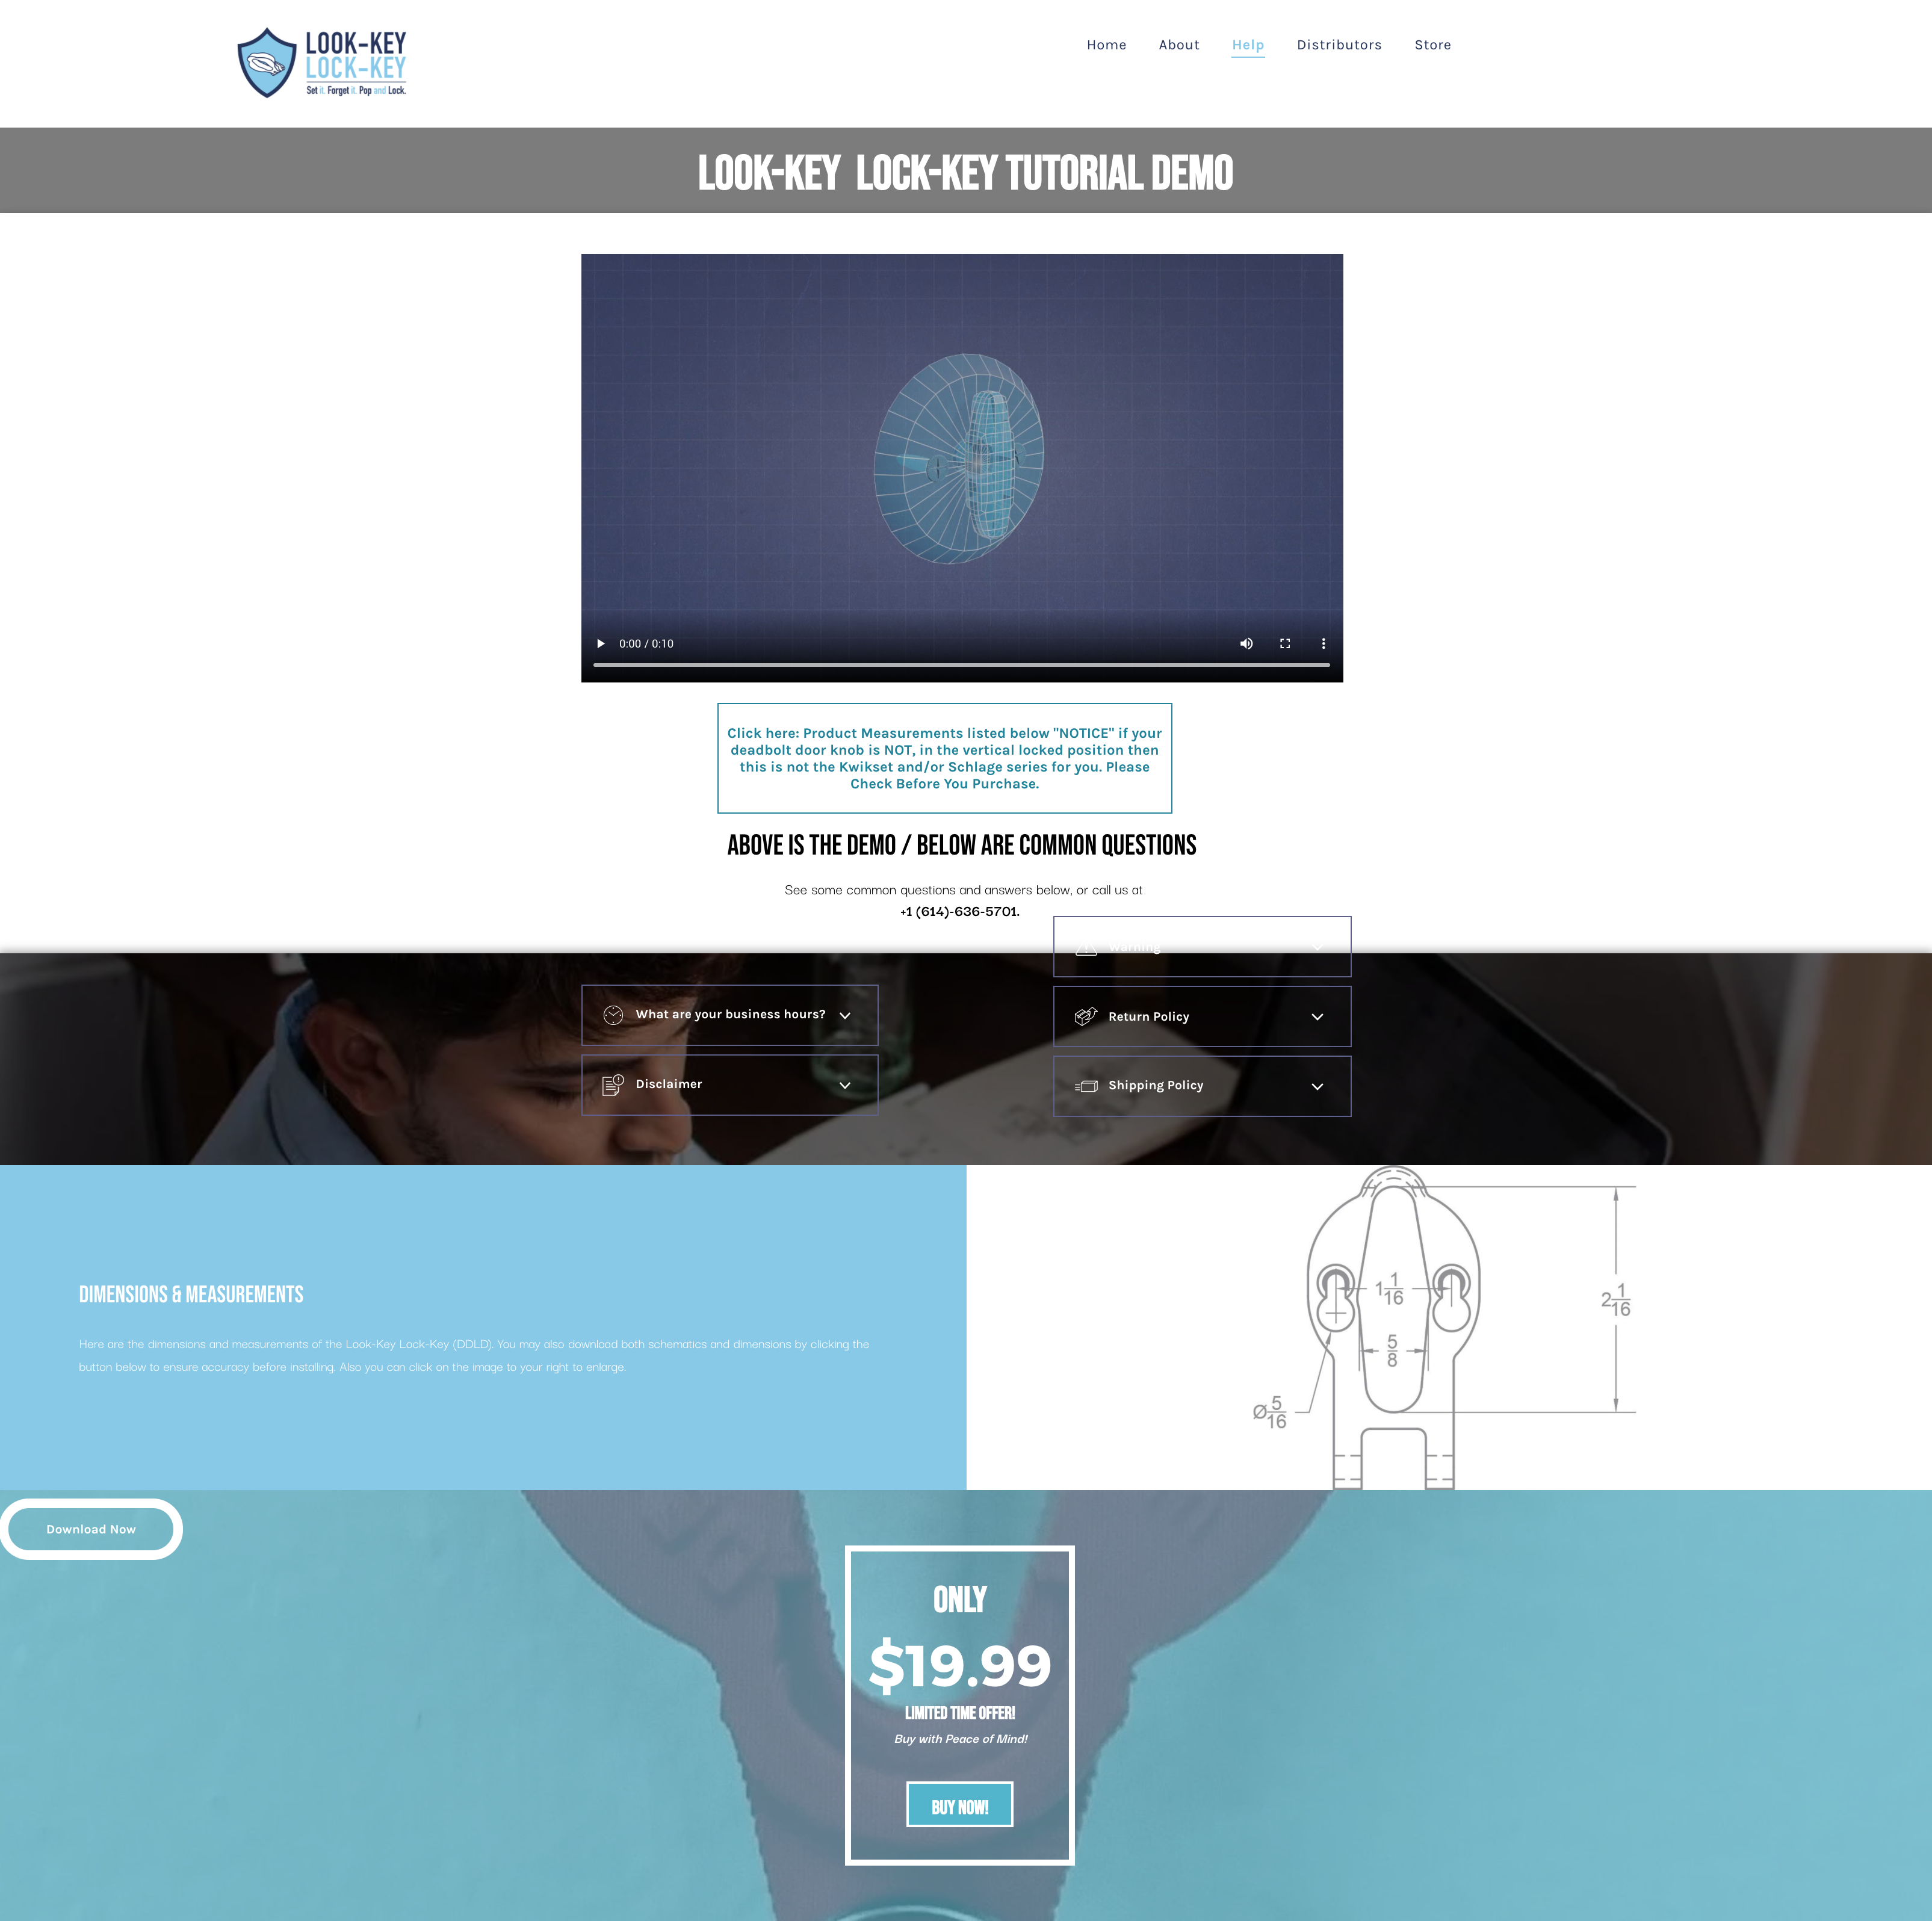 LOOK-KEY
LOCK-KEY
Set it. Forget it. Pop and Lock.
Home About Help Distributors Store
LOOK-KEY LOCK-KEY TUTORIAL DEMO
0:00 / 0:10
Click here: Product Measurements listed below "NOTICE" if your
deadbolt door knob is NOT, in the vertical locked position then
this is not the Kwikset and/or Schlage series for you. Please
Check Before You Purchase.
ABOVE IS THE DEMO / BELOW ARE COMMON QUESTIONS
See some common questions and answers below, or call us at
+1 (614)-636-5701.
Warning
What are your business hours?
Return Policy
Disclaimer
Shipping Policy
DIMENSIONS & MEASUREMENTS
Here are the dimensions and measurements of the Look-Key Lock-Key (DDLD). You may also download both schematics and dimensions by clicking the
button below to ensure accuracy before installing. Also you can click on the image to your right to enlarge.
1 1/16
2 1/16
5/8
Ø 5/16
Download Now
ONLY
$19.99
LIMITED TIME OFFER!
Buy with Peace of Mind!
BUY NOW!